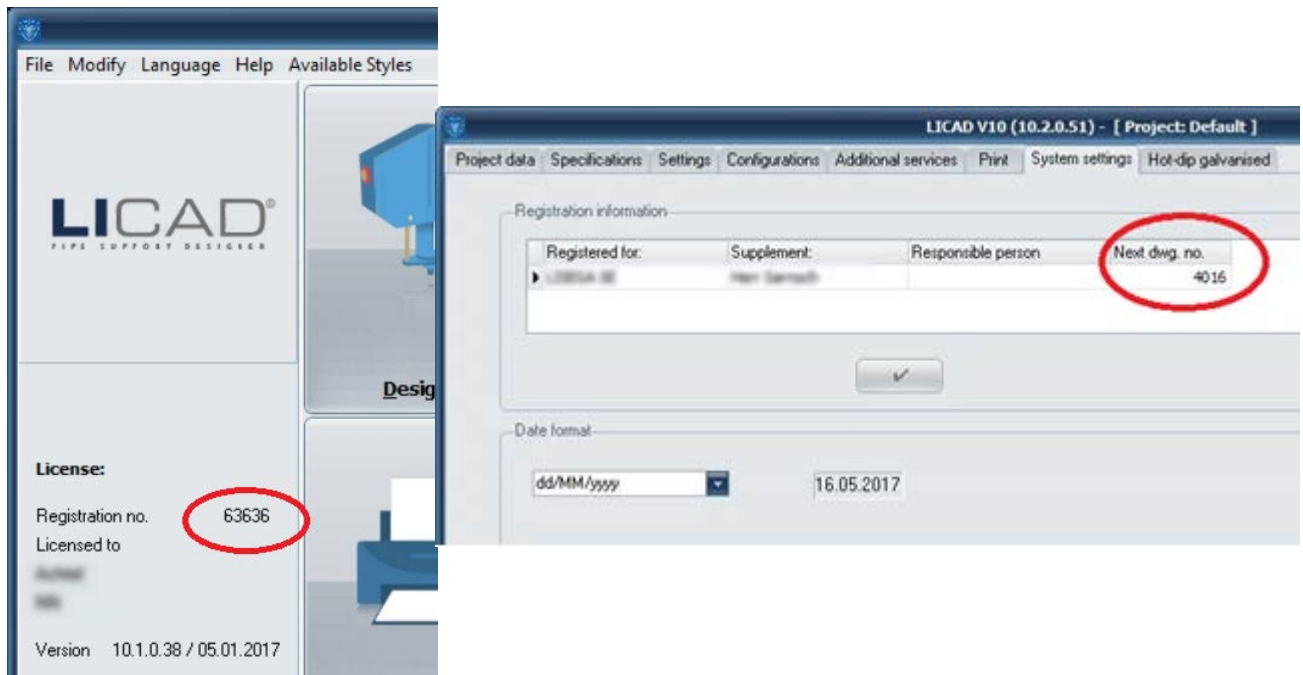 File Modify Language Help Available Styles
LICAD®
PIPE SUPPORT DESIGNER
Desig
License:
Registration no. 63636
Licensed to
Version 10.1.0.38 / 05.01.2017
LICAD V10 (10.2.0.51) - [ Project: Default ]
Project data Specifications Settings Configurations Additional services Print System settings Hot-dip galvanised
Registration information
Registered for: Supplement: Responsible person Next dwg. no.
4016
Date format
dd/MM/yyyy 16.05.2017